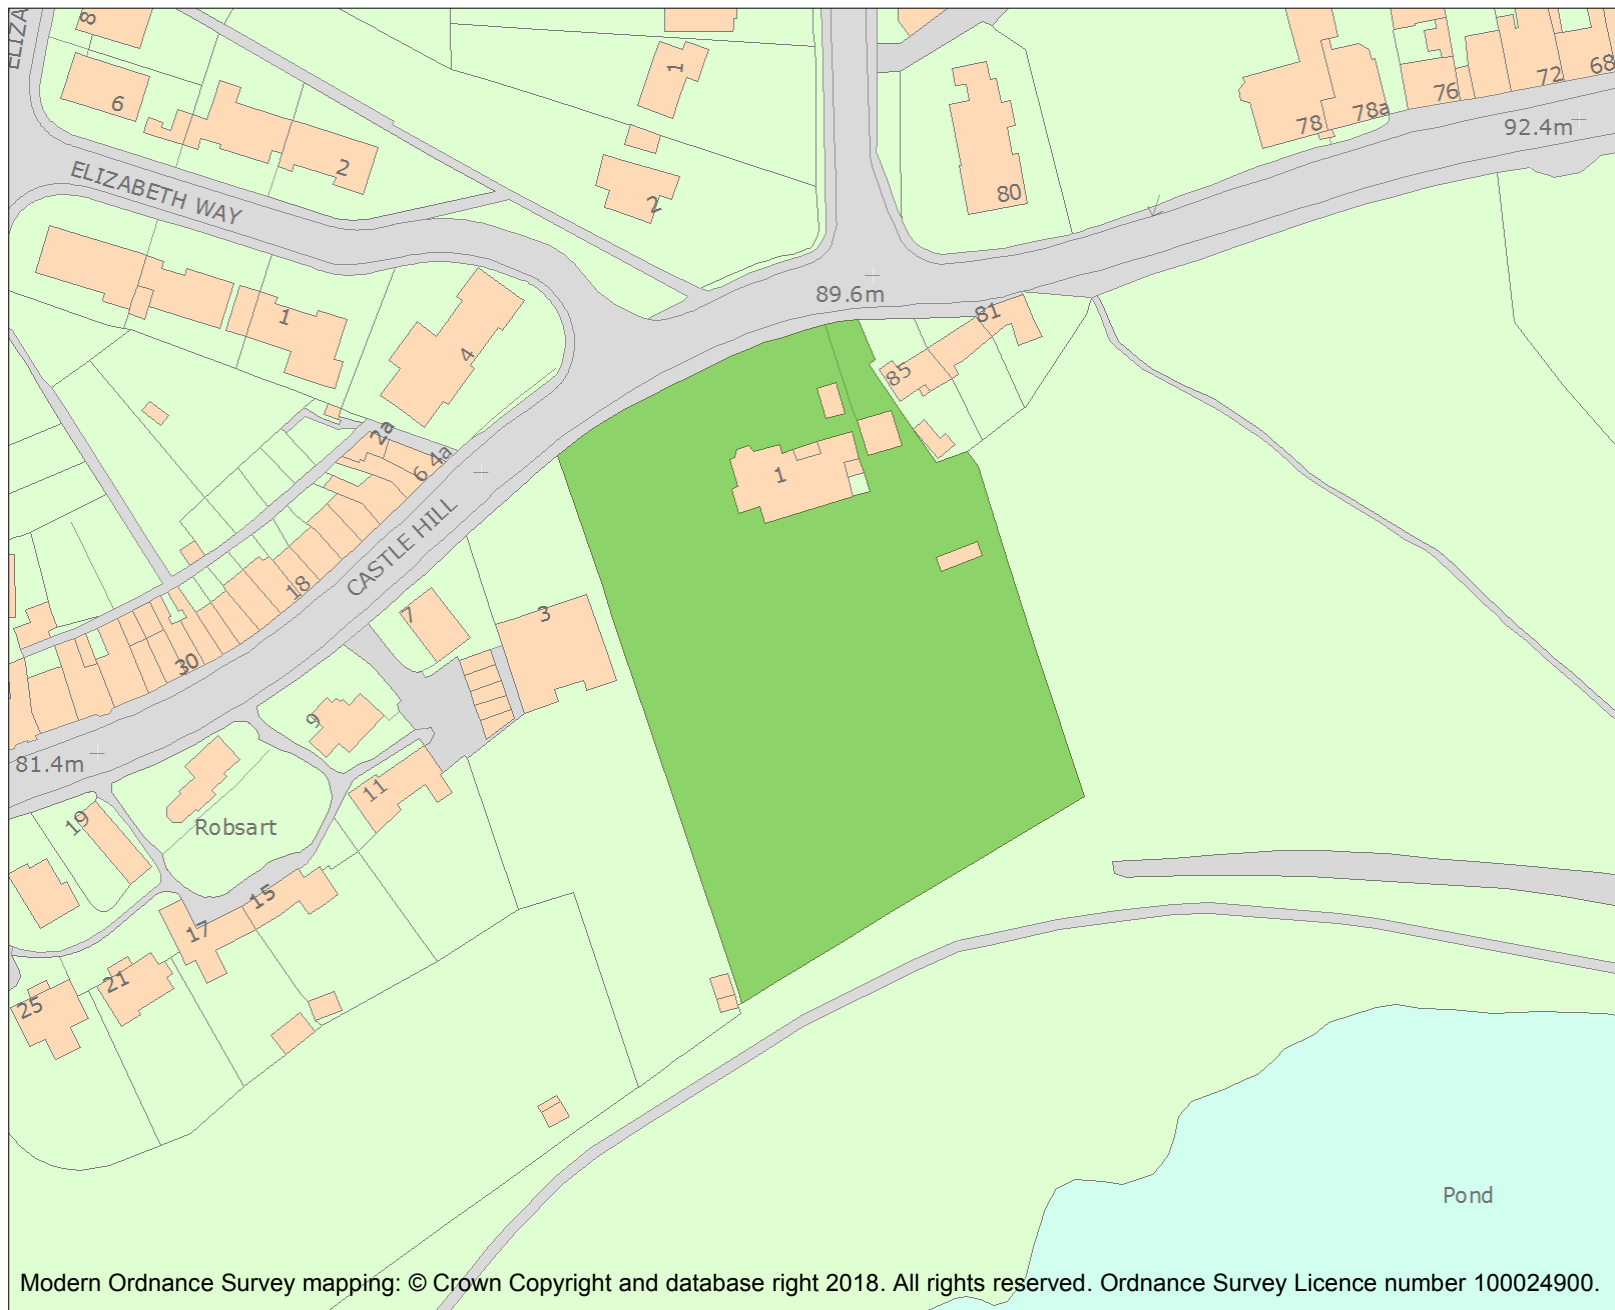 ELIZA
8
6
2
1
2
80
78
78a
76
72
68
92.4m
ELIZABETH WAY
1
4
89.6m
81
85
2a
6 4a
1
CASTLE HILL
18
30
7
3
9
11
81.4m
19
Robsart
15
17
21
25
Pond
Modern Ordnance Survey mapping: © Crown Copyright and database right 2018. All rights reserved. Ordnance Survey Licence number 100024900.